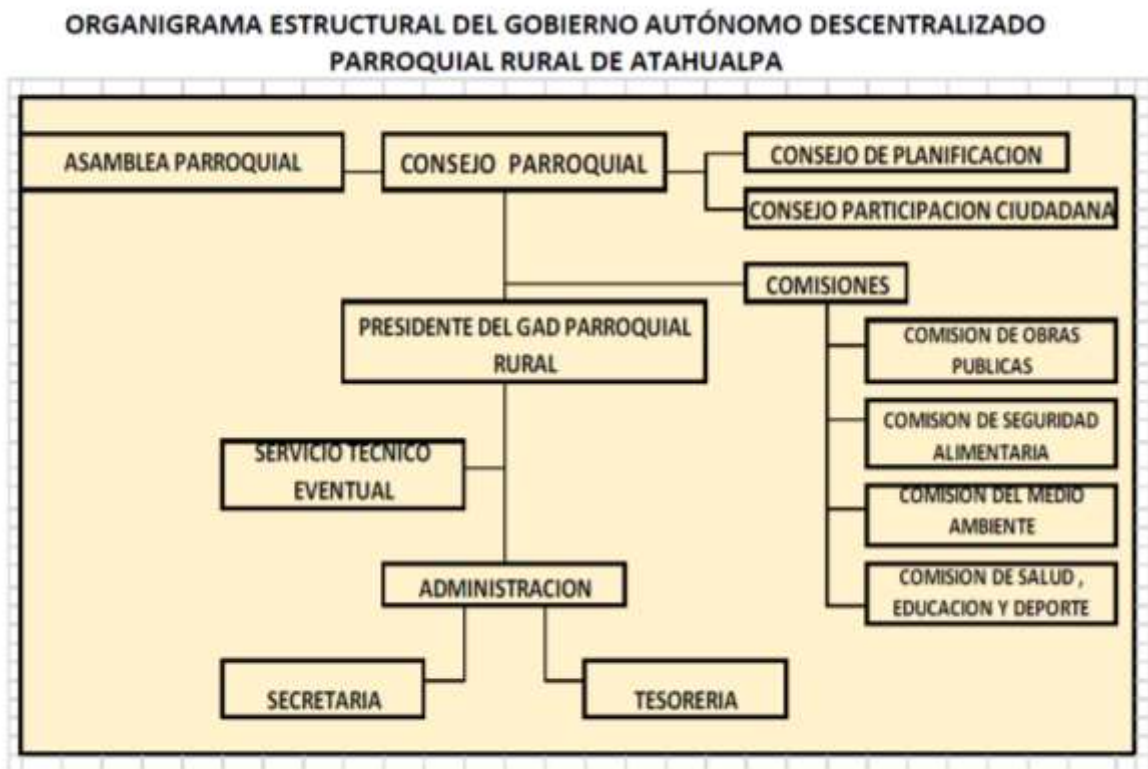 ORGANIGRAMA ESTRUCTURAL DEL GOBIERNO AUTÓNOMO DESCENTRALIZADO
PARROQUIAL RURAL DE ATAHUALPA
ASAMBLEA PARROQUIAL
CONSEJO PARROQUIAL
CONSEJO DE PLANIFICACION
CONSEJO PARTICIPACION CIUDADANA
COMISIONES
PRESIDENTE DEL GAD PARROQUIAL
RURAL
COMISION DE OBRAS
PUBLICAS
COMISION DE SEGURIDAD
ALIMENTARIA
SERVICIO TECNICO
EVENTUAL
COMISION DEL MEDIO
AMBIENTE
ADMINISTRACION
COMISION DE SALUD ,
EDUCACION Y DEPORTE
SECRETARIA
TESORERIA